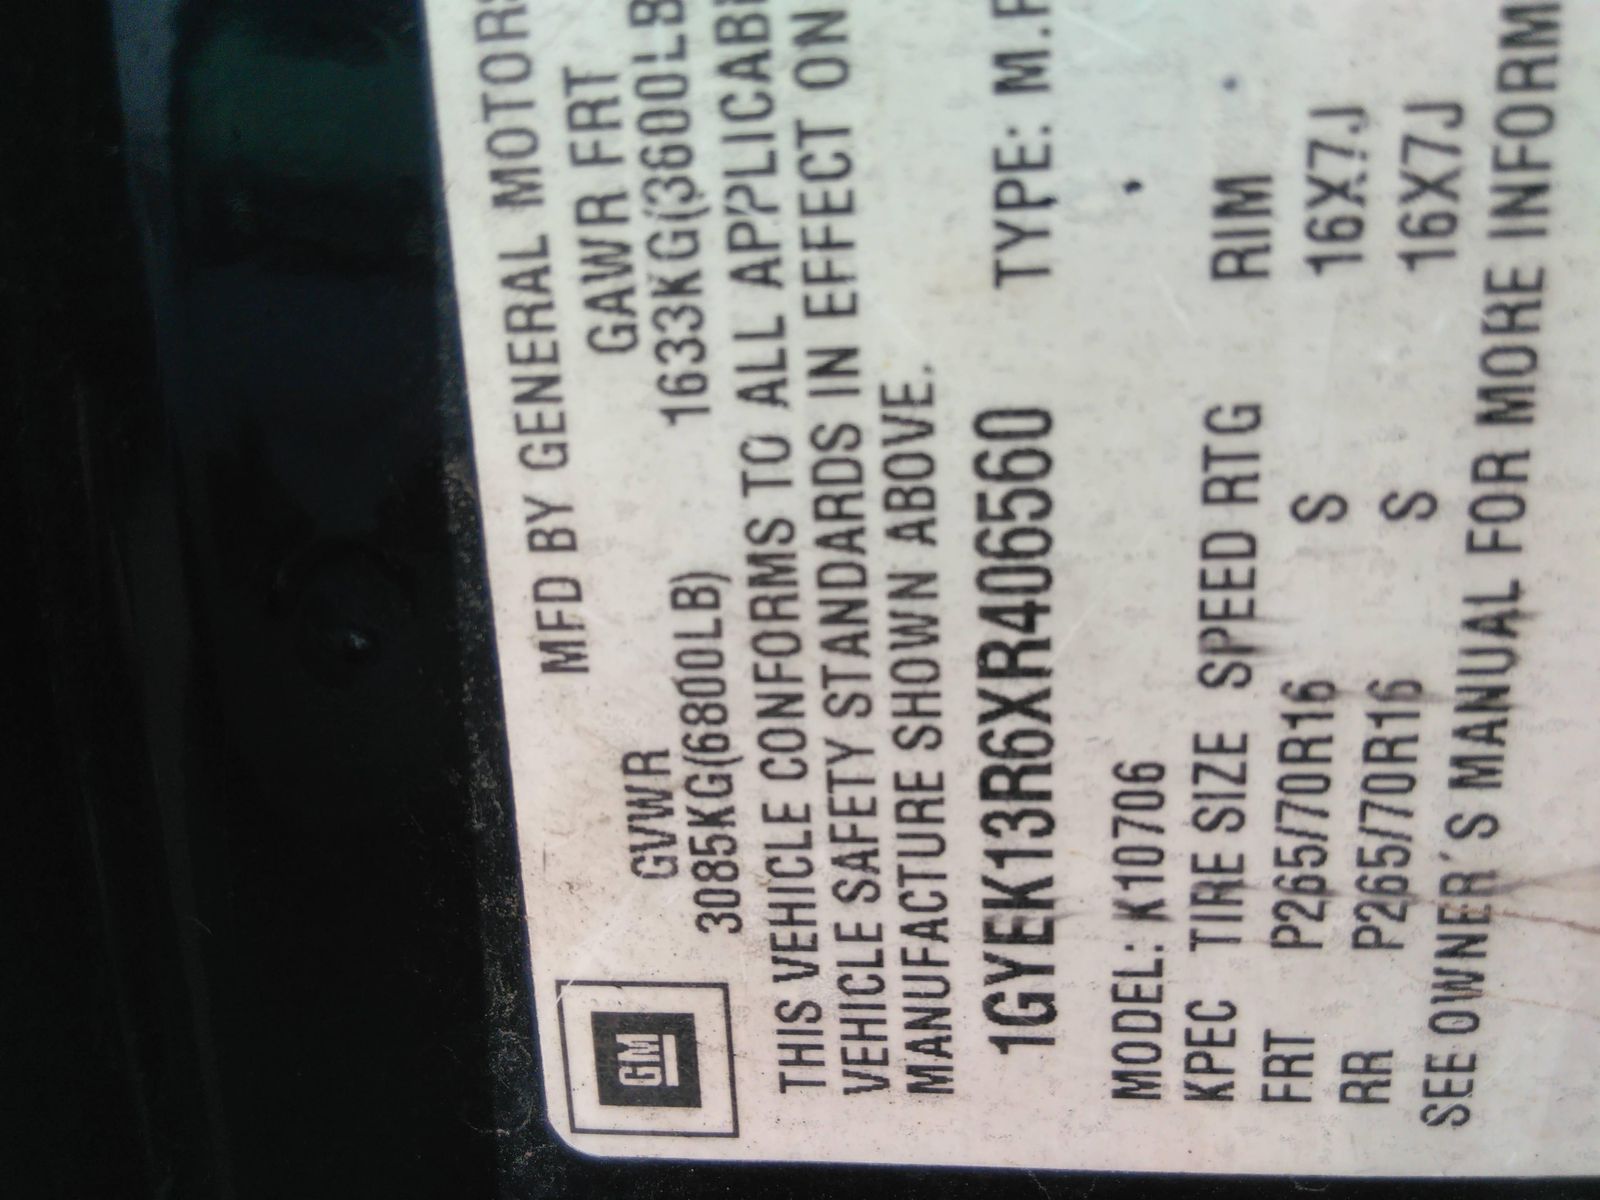 GM
MFD BY GENERAL MOTORS
GVWR GAWR FRT
3085KG(6800LB) 1633KG(3600LB
THIS VEHICLE CONFORMS TO ALL APPLICABL
VEHICLE SAFETY STANDARDS IN EFFECT ON
MANUFACTURE SHOWN ABOVE.
1GYEK13R6XR406560 TYPE: M.P
MODEL: K10706
KPEC TIRE SIZE SPEED RTG RIM
FRT P265/70R16 S 16X7J
RR P265/70R16 S 16X7J
SEE OWNER'S MANUAL FOR MORE INFORM